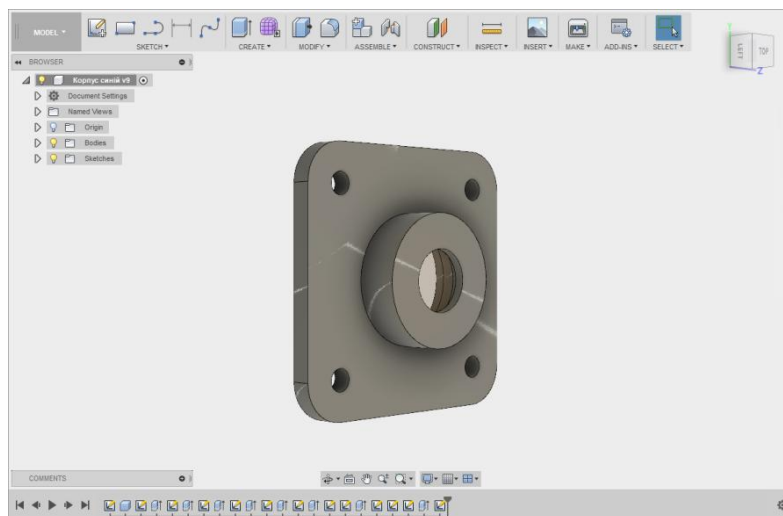 MODEL
SKETCH CREATE MODIFY ASSEMBLE CONSTRUCT INSPECT INSERT MAKE ADD-INS SELECT
BROWSER
Корпус синій v9
Document Settings
Named Views
Origin
Bodies
Sketches
LEFT
TOP
Z
COMMENTS